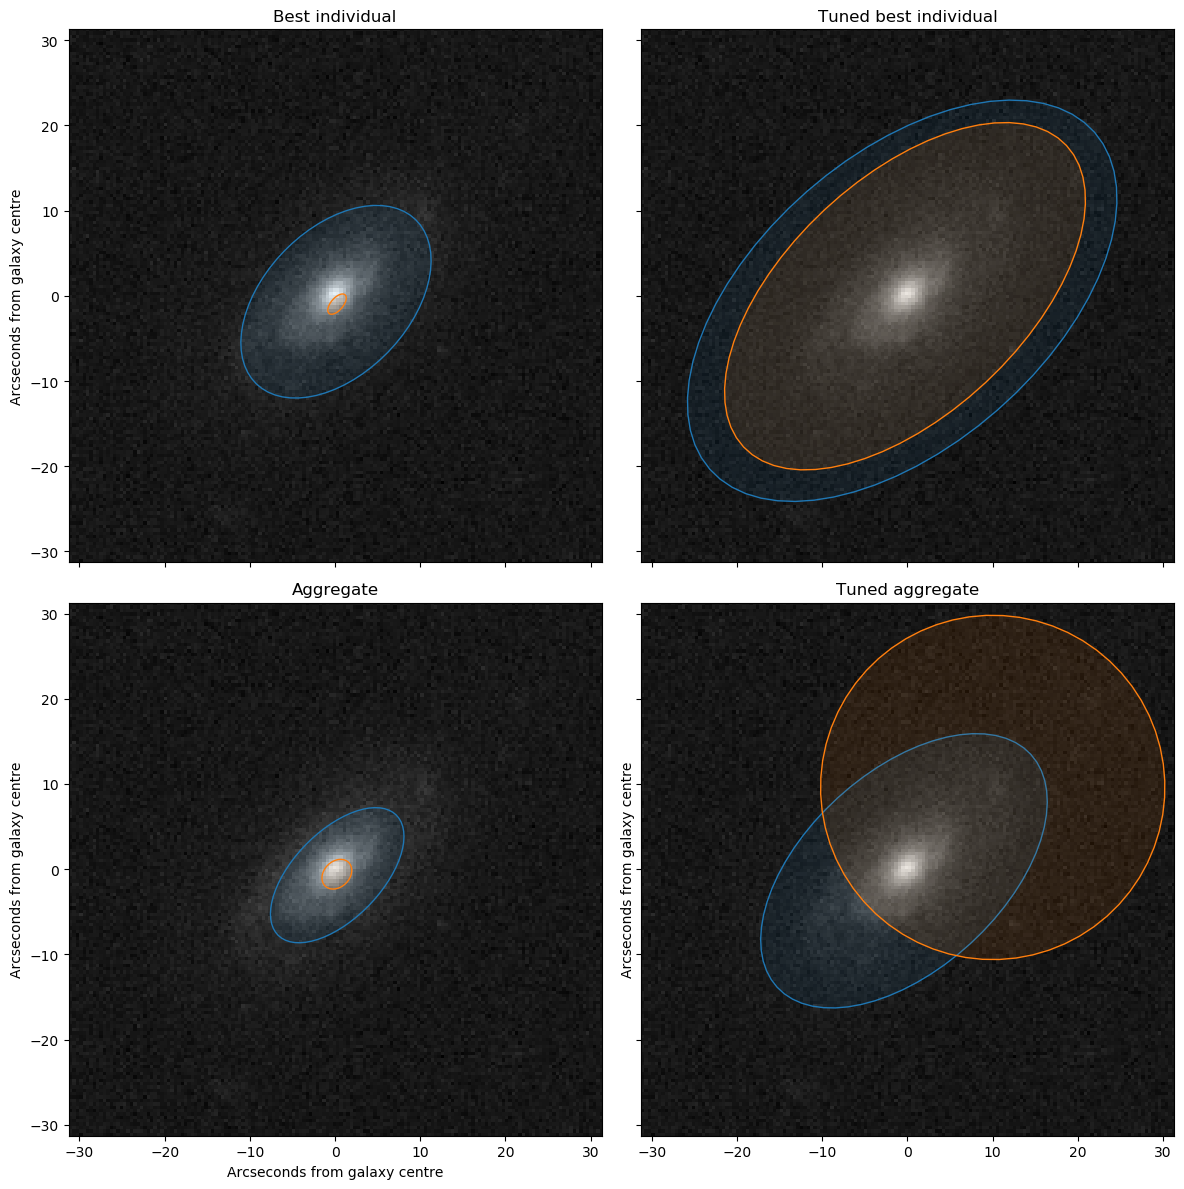 Best individual
Tuned best individual
30
20
10
0
−10
−20
−30
Arcseconds from galaxy centre
Aggregate
Tuned aggregate
30
20
10
0
−10
−20
−30
Arcseconds from galaxy centre
Arcseconds from galaxy centre
−30 −20 −10 0 10 20 30
−30 −20 −10 0 10 20 30
Arcseconds from galaxy centre